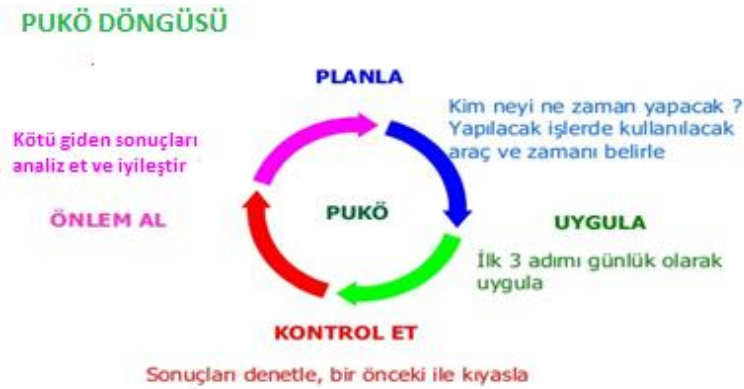 PUKÖ DÖNGÜSÜ
PLANLA
Kim neyi ne zaman yapacak ?
Yapılacak işlerde kullanılacak
araç ve zamanı belirle
Kötü giden sonuçları
analiz et ve iyileştir
ÖNLEM AL
PUKÖ
UYGULA
İlk 3 adımı günlük olarak
uygula
KONTROL ET
Sonuçları denetle, bir önceki ile kıyasla